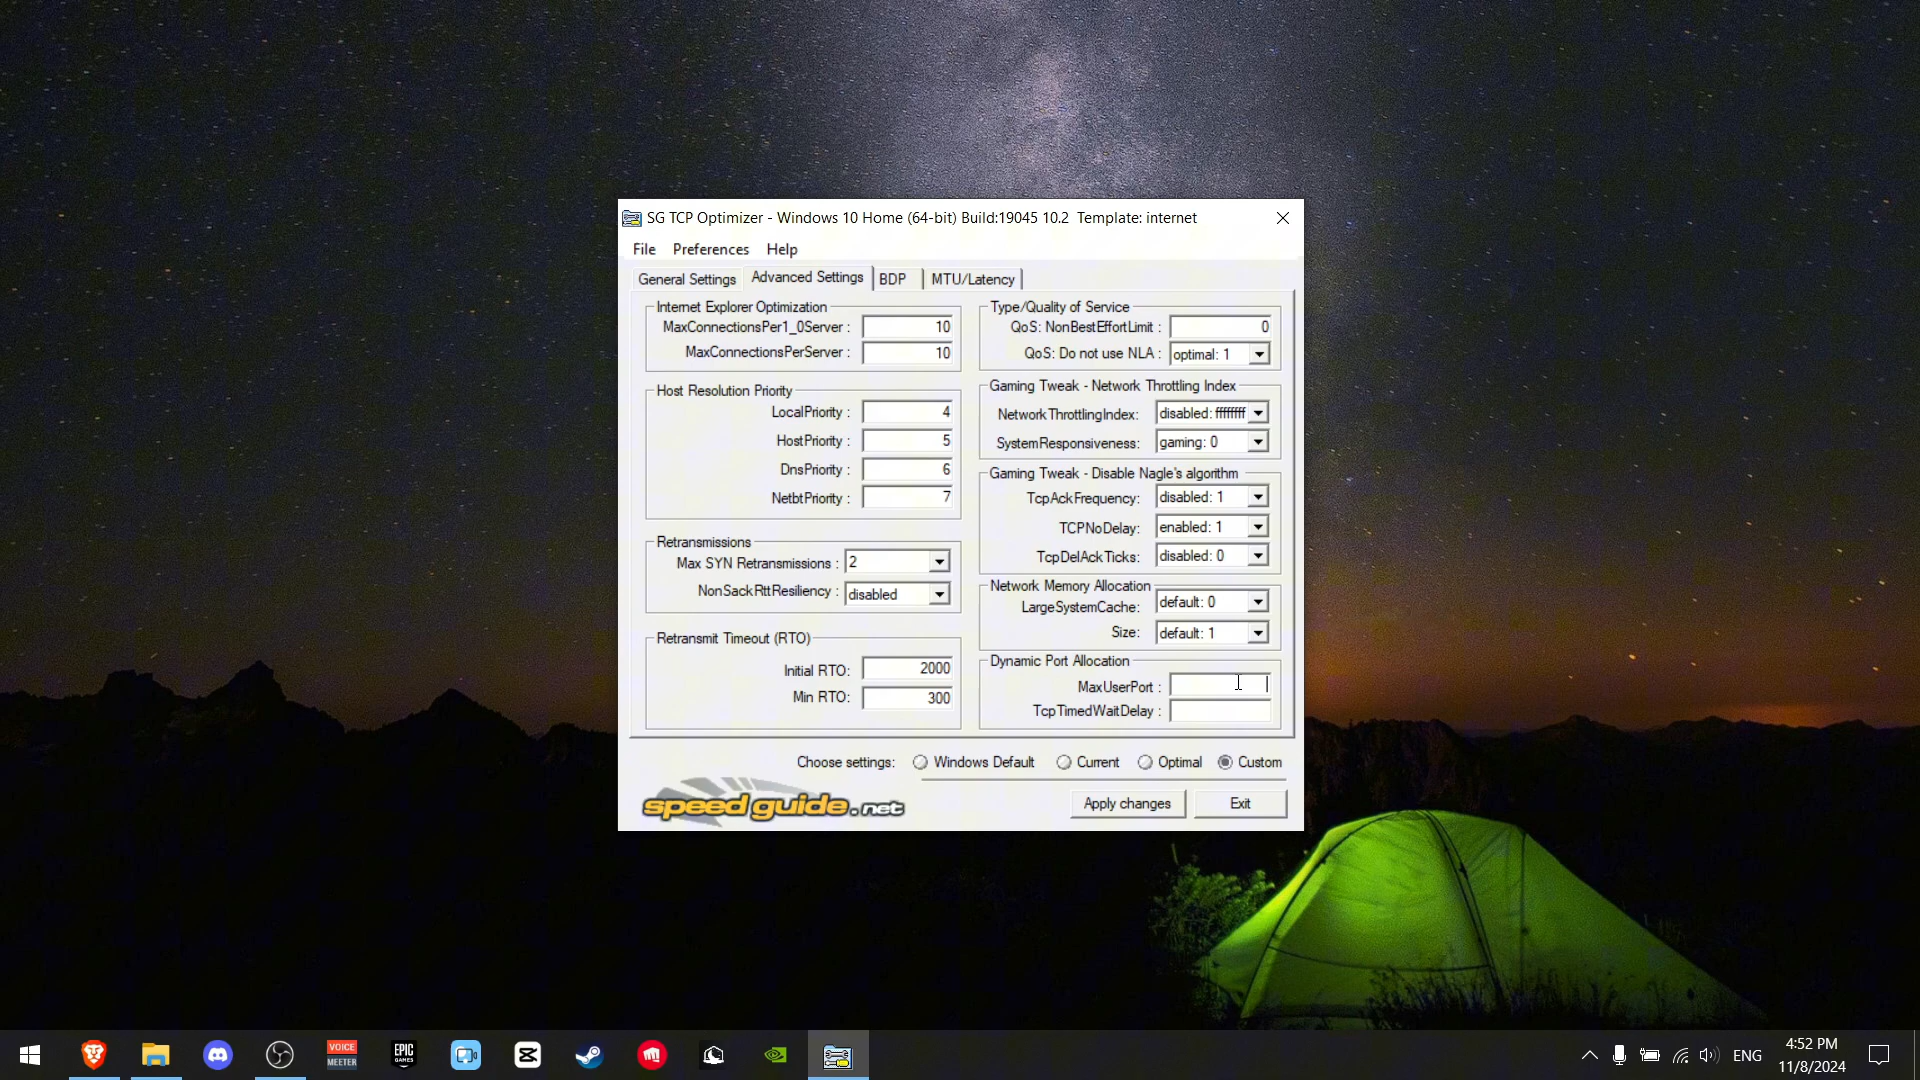 SG TCP Optimizer - Windows 10 Home (64-bit) Build:19045 10.2  Template: internet
File Preferences Help
General Settings Advanced Settings BDP MTU/Latency
Internet Explorer Optimization
MaxConnectionsPer1_0Server : 10
MaxConnectionsPerServer : 10
Host Resolution Priority
LocalPriority : 4
HostPriority : 5
DnsPriority : 6
NetbtPriority : 7
Retransmissions
Max SYN Retransmissions : 2
NonSackRttResiliency : disabled
Retransmit Timeout (RTO)
Initial RTO: 2000
Min RTO: 300
Type/Quality of Service
QoS: NonBestEffortLimit : 0
QoS: Do not use NLA : optimal: 1
Gaming Tweak - Network Throttling Index
NetworkThrottlingIndex: disabled: ffffffff
SystemResponsiveness: gaming: 0
Gaming Tweak - Disable Nagle's algorithm
TcpAckFrequency: disabled: 1
TCPNoDelay: enabled: 1
TcpDelAckTicks: disabled: 0
Network Memory Allocation
LargeSystemCache: default: 0
Size: default: 1
Dynamic Port Allocation
MaxUserPort :
TcpTimedWaitDelay :
Choose settings: Windows Default Current Optimal Custom
speedguide.net
Apply changes Exit
VOICE
MEETER
EPIC
GAMES
ENG
4:52 PM
11/8/2024